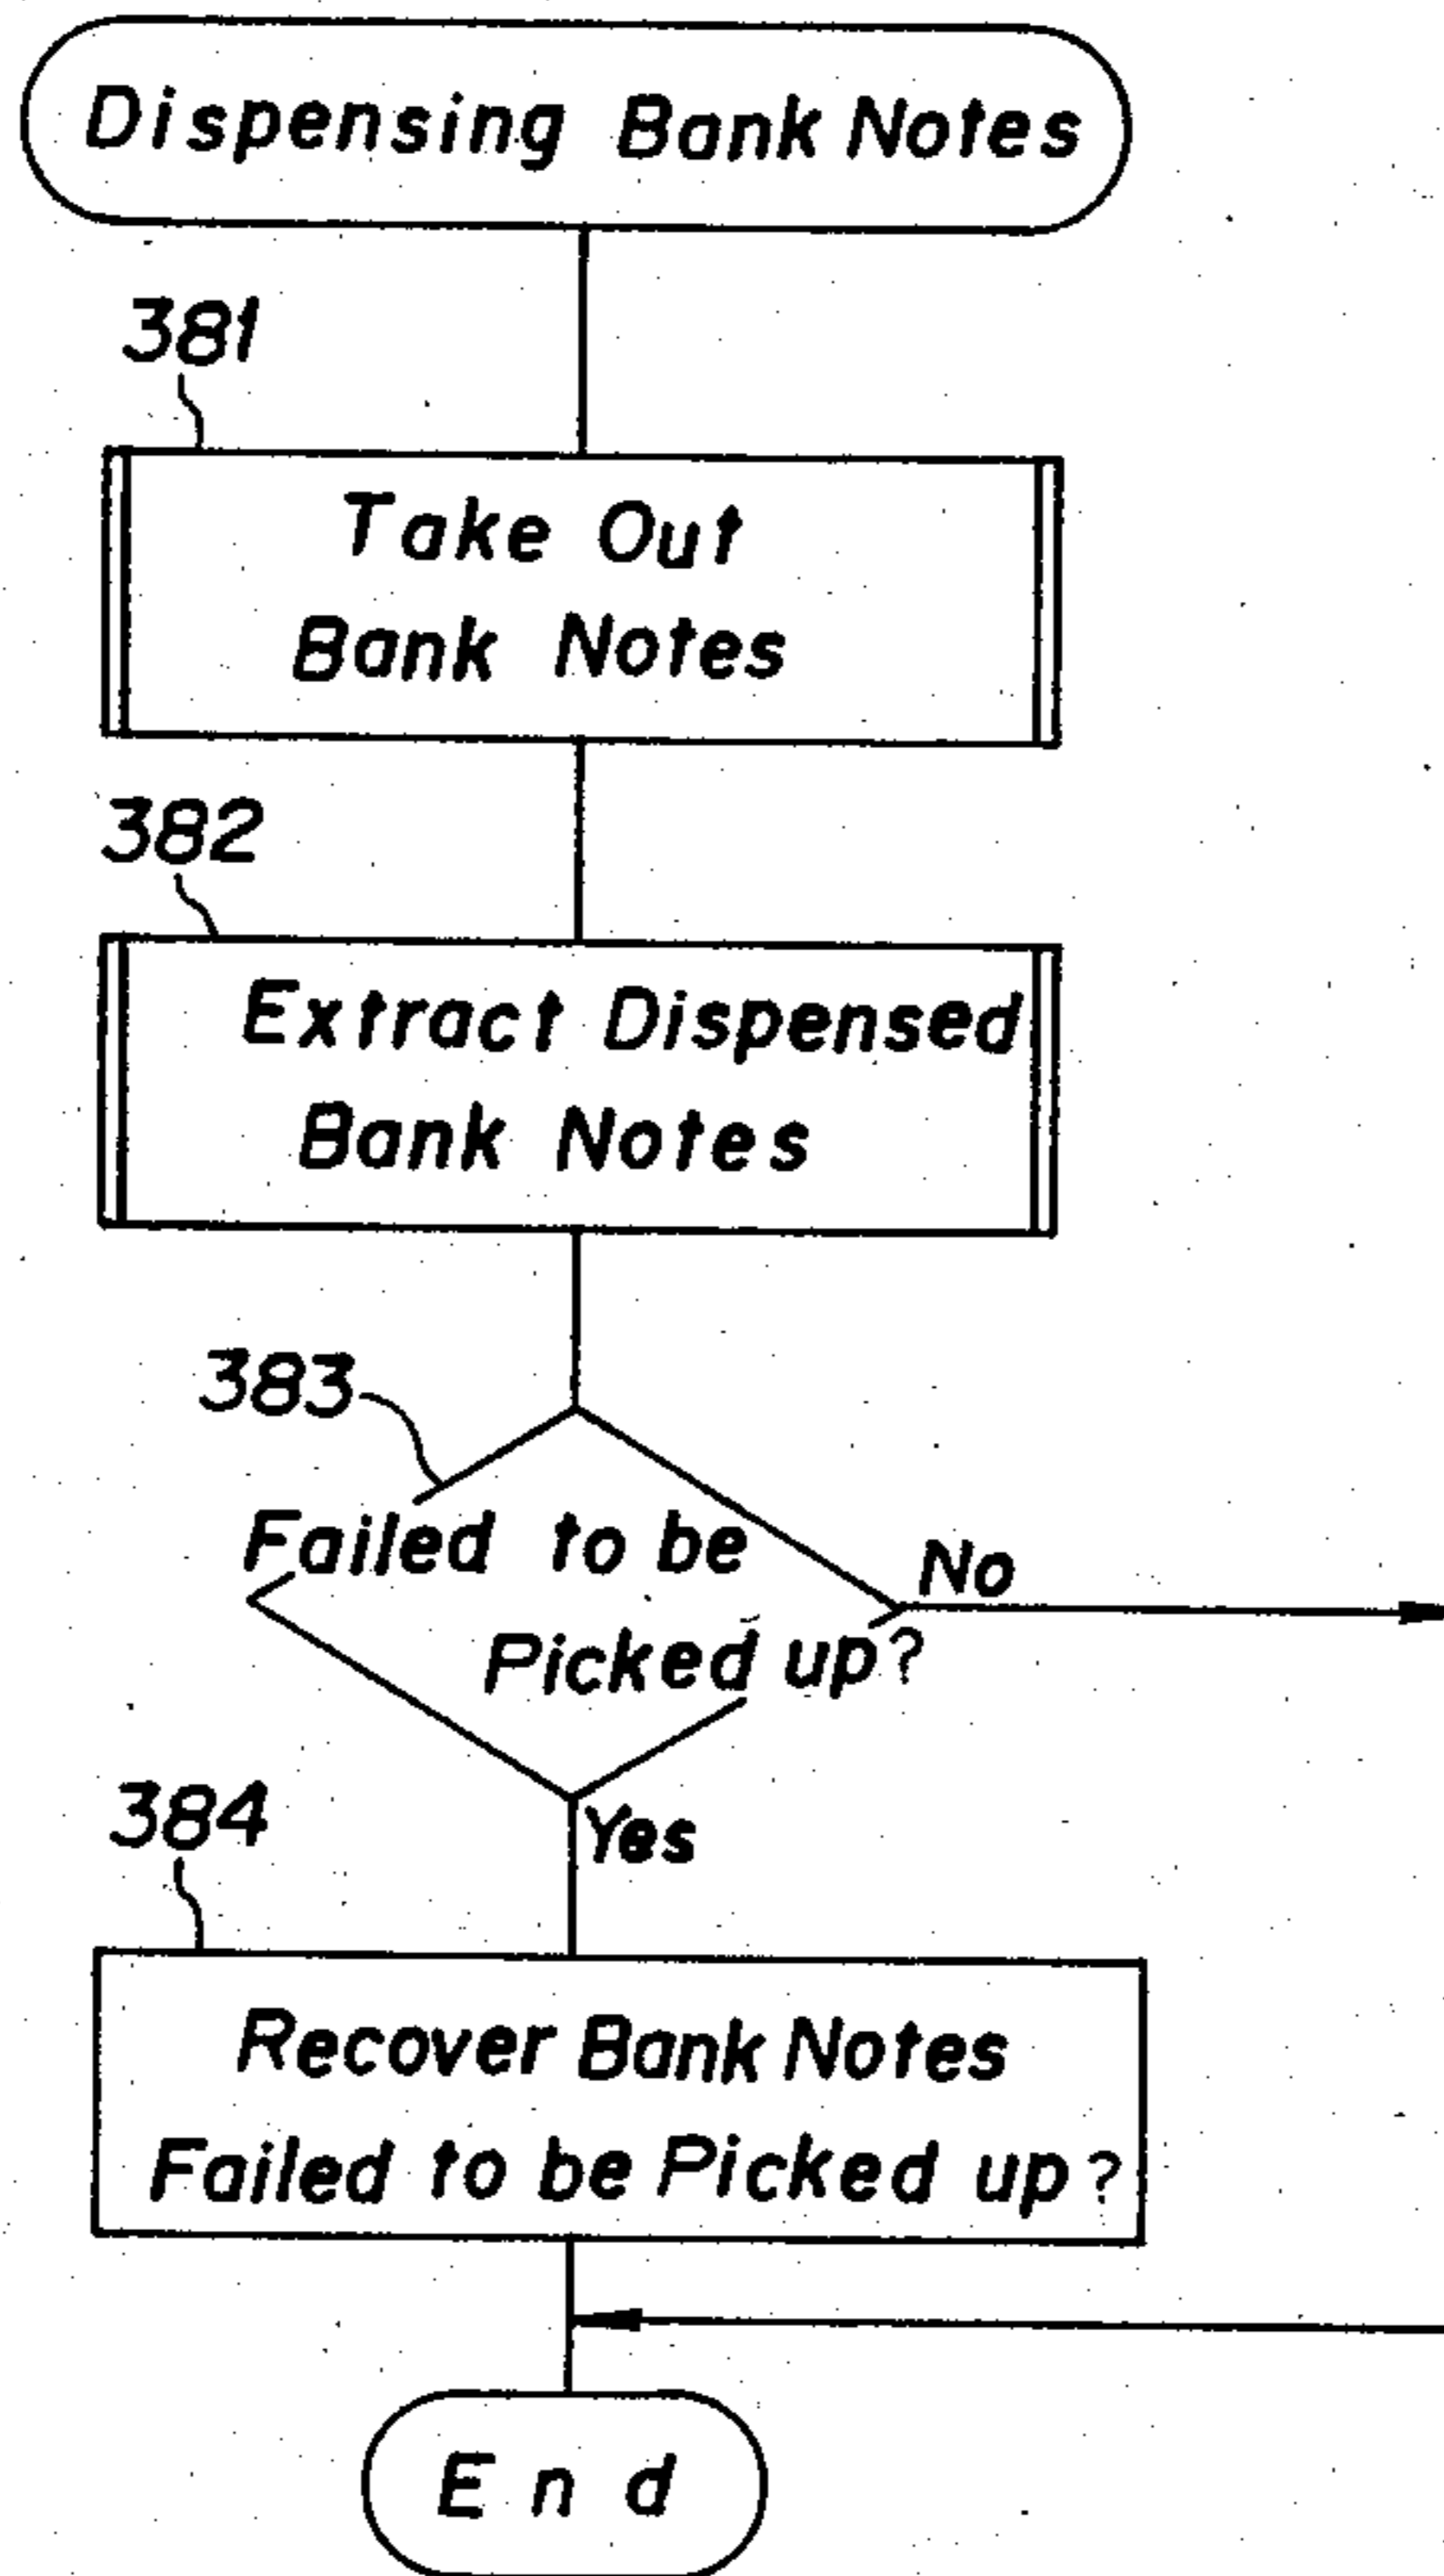 Dispensing Bank Notes
381
Take Out
Bank Notes
382
Extract Dispensed
Bank Notes
383
Failed to be
Picked up?
No
Yes
384
Recover Bank Notes
Failed to be Picked up?
End